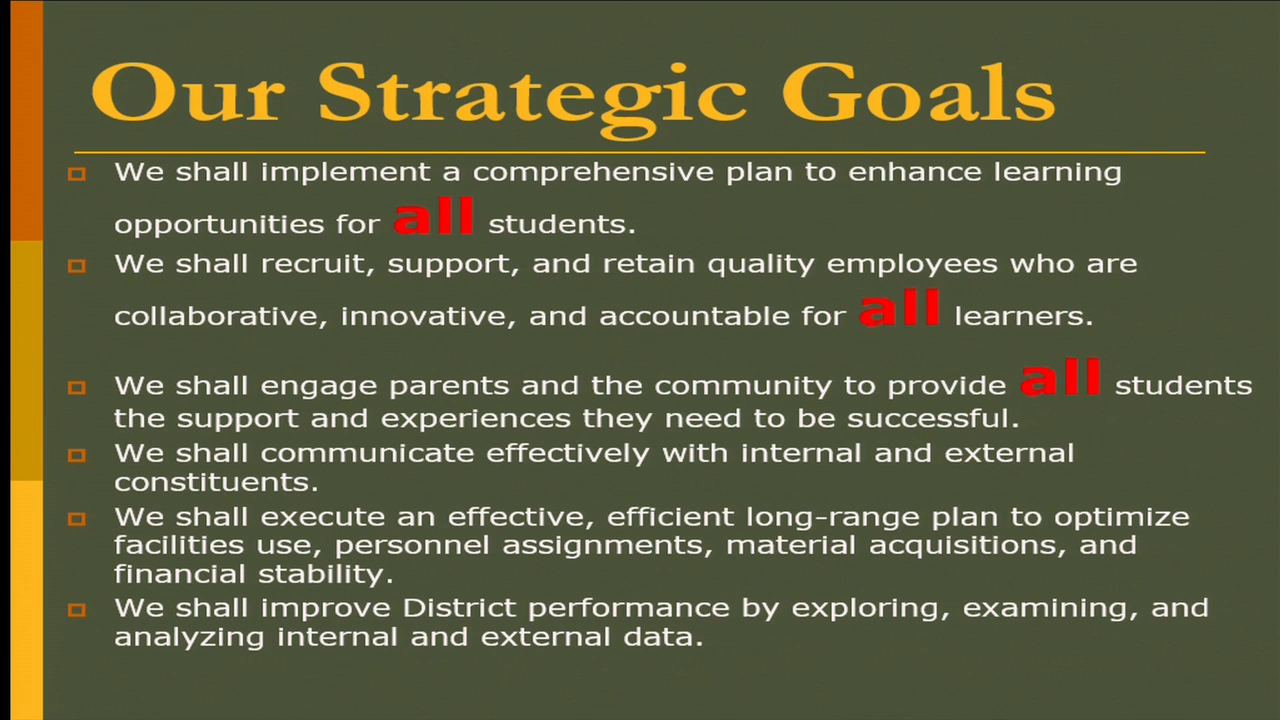 Our Strategic Goals
We shall implement a comprehensive plan to enhance learning
opportunities for all students.
We shall recruit, support, and retain quality employees who are
collaborative, innovative, and accountable for all learners.
We shall engage parents and the community to provide all students
the support and experiences they need to be successful.
We shall communicate effectively with internal and external
constituents.
We shall execute an effective, efficient long-range plan to optimize
facilities use, personnel assignments, material acquisitions, and
financial stability.
We shall improve District performance by exploring, examining, and
analyzing internal and external data.